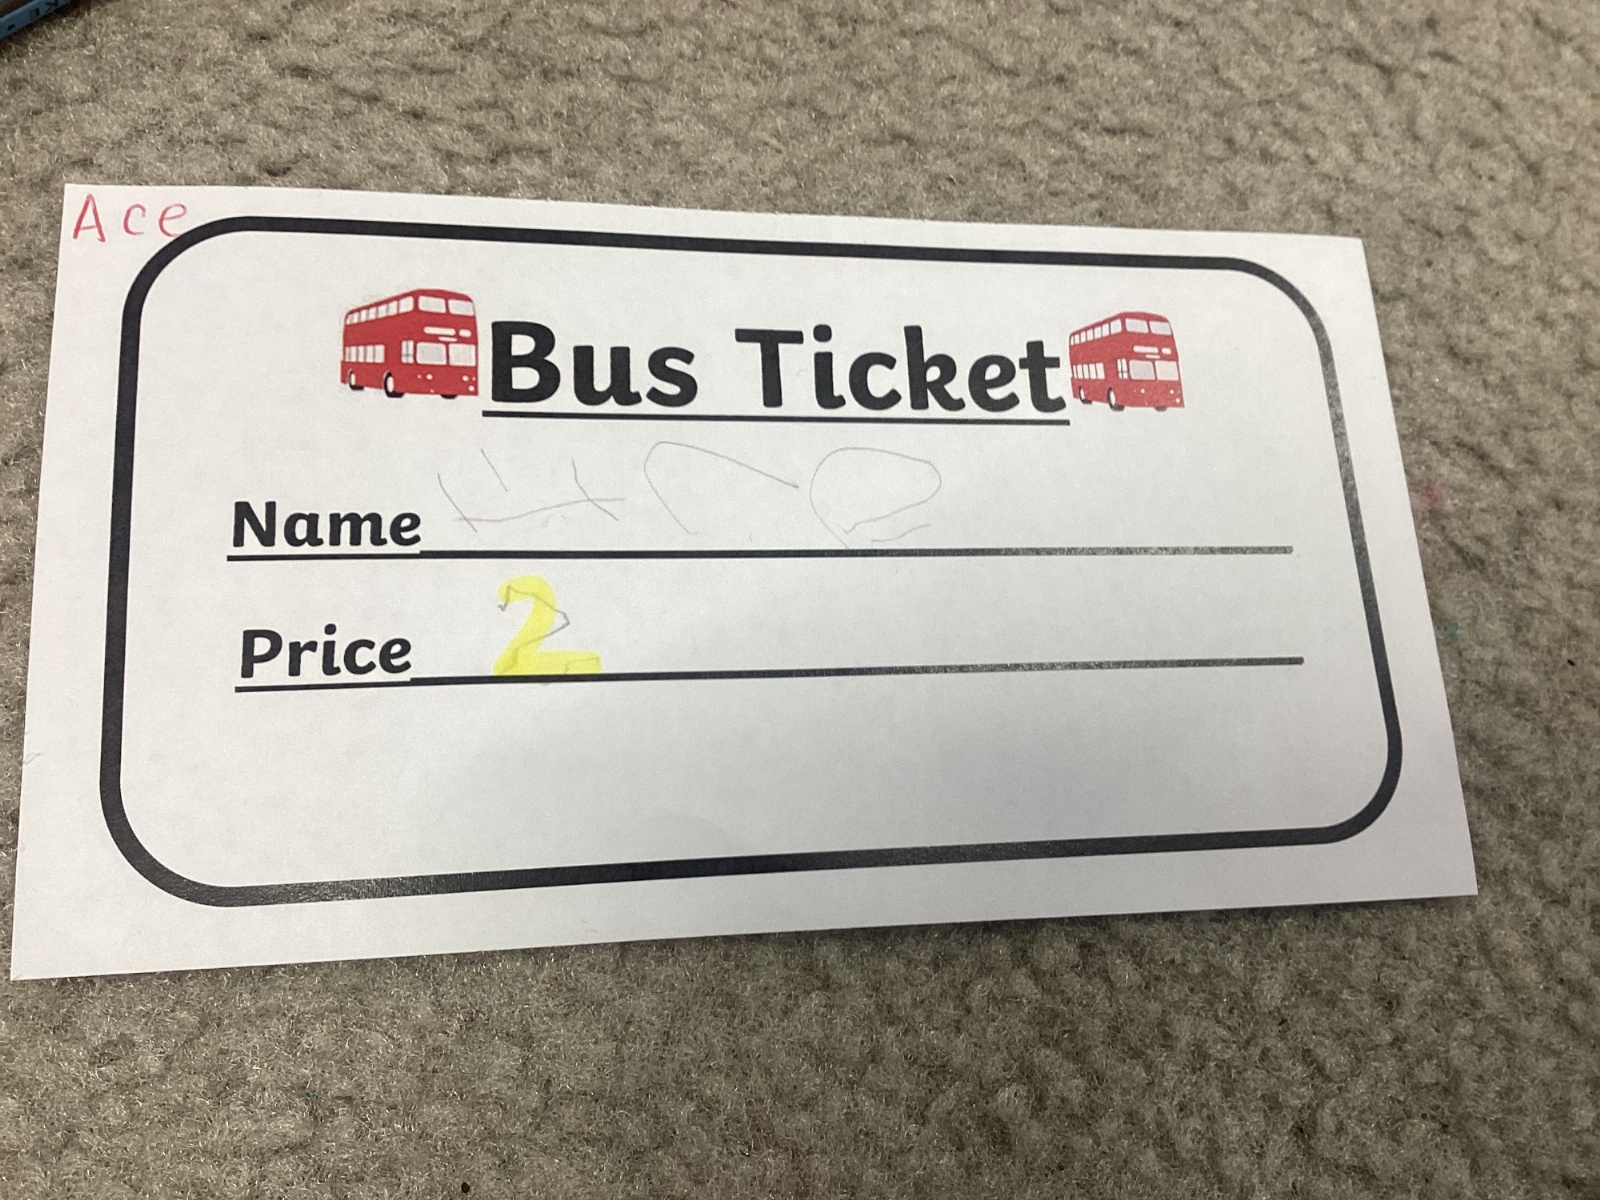 Ace
Bus Ticket
Name
Price 2